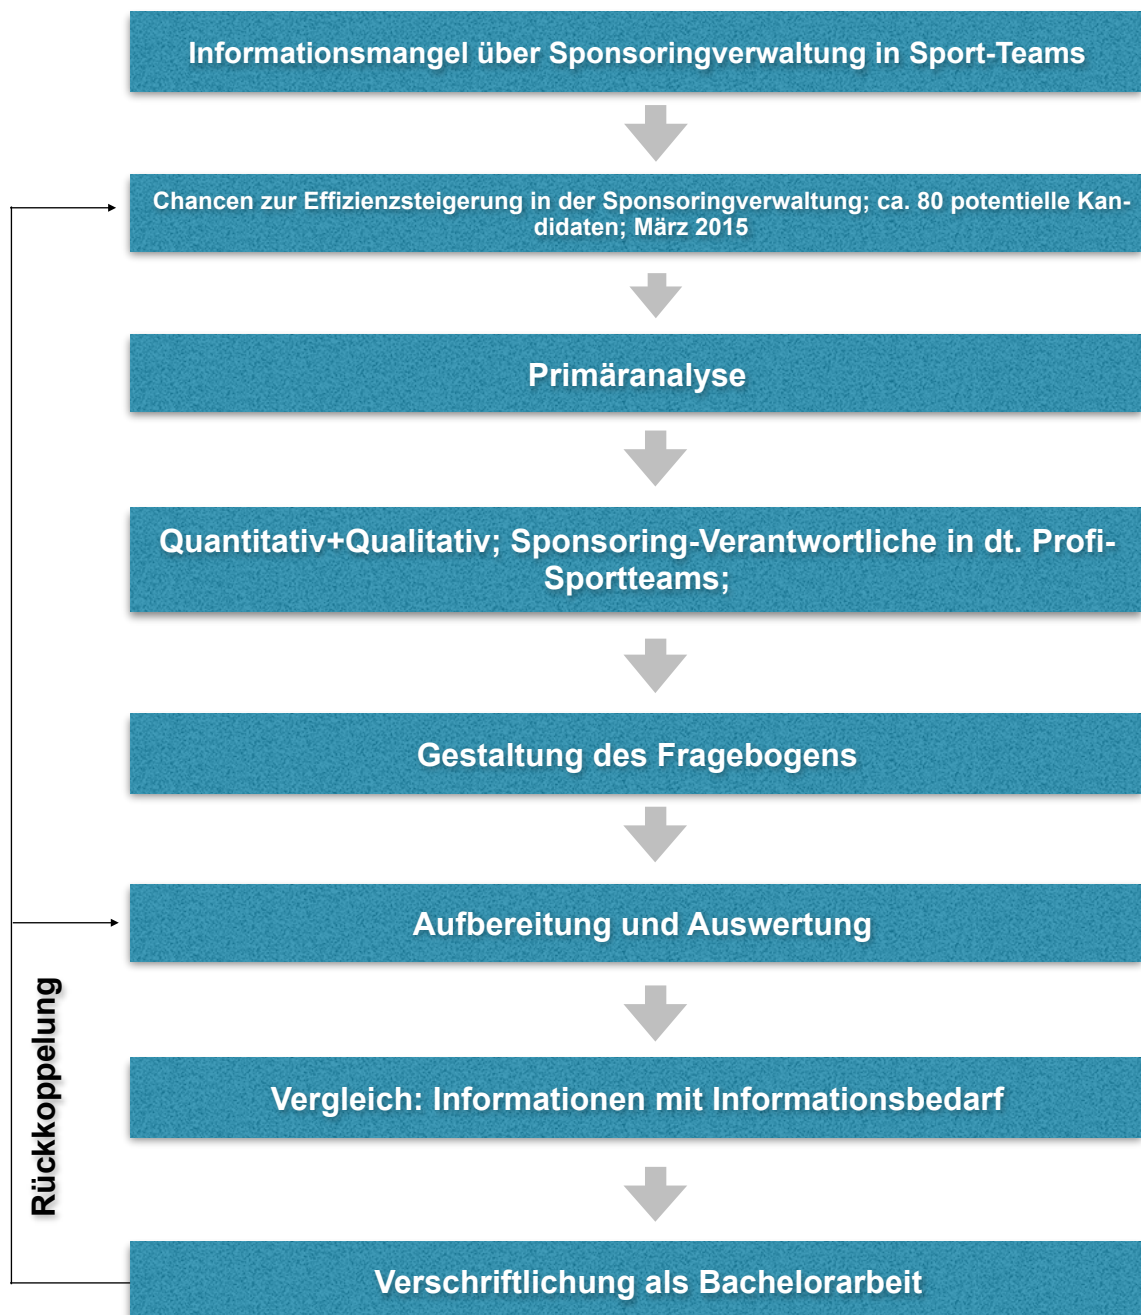 Informationsmangel über Sponsoringverwaltung in Sport-Teams
Chancen zur Effizienzsteigerung in der Sponsoringverwaltung; ca. 80 potentielle Kan-
didaten; März 2015
Primäranalyse
Quantitativ+Qualitativ; Sponsoring-Verantwortliche in dt. Profi-
Sportteams;
Gestaltung des Fragebogens
Aufbereitung und Auswertung
Rückkoppelung
Vergleich: Informationen mit Informationsbedarf
Verschriftlichung als Bachelorarbeit